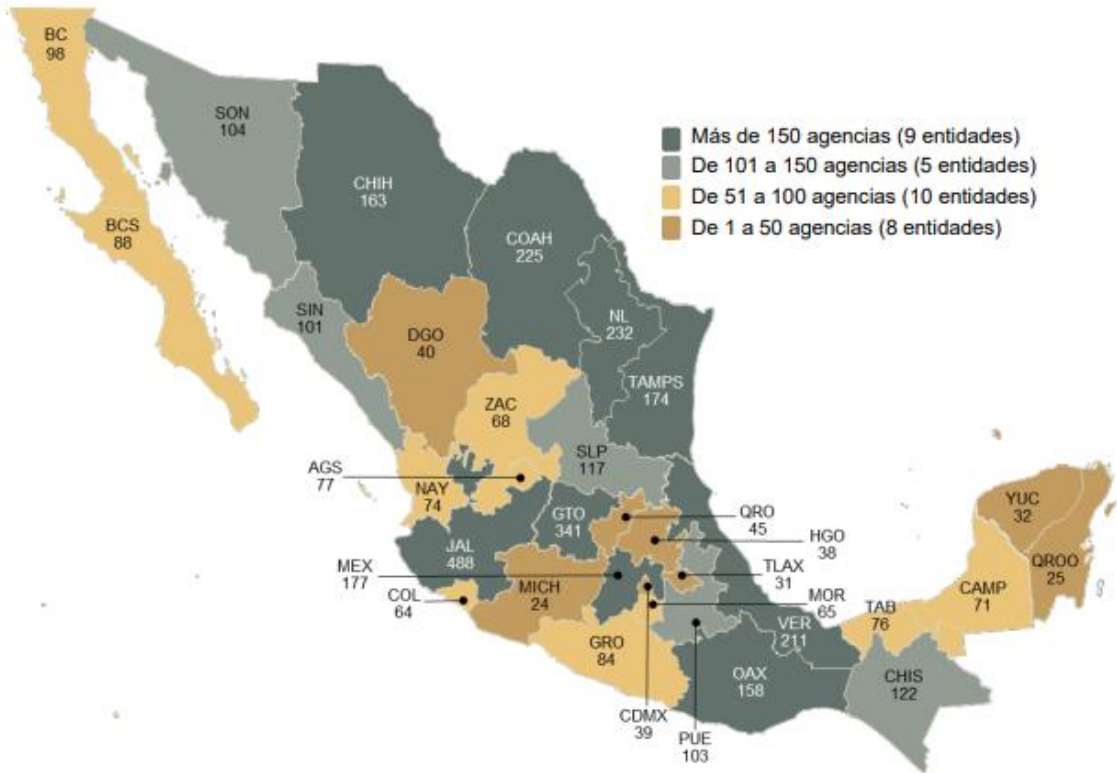 BC
98
SON
104
CHIH
163
COAH
225
BCS
88
SIN
101
DGO
40
NL
232
TAMPS
174
ZAC
68
SLP
117
AGS
77
NAY
74
GTO
341
QRO
45
HGO
38
JAL
488
MEX
177
COL
64
MICH
24
TLAX
31
MOR
65
GRO
84
CDMX
39
PUE
103
VER
211
OAX
158
TAB
76
CAMP
71
YUC
32
QROO
25
CHIS
122
Más de 150 agencias (9 entidades)
De 101 a 150 agencias (5 entidades)
De 51 a 100 agencias (10 entidades)
De 1 a 50 agencias (8 entidades)